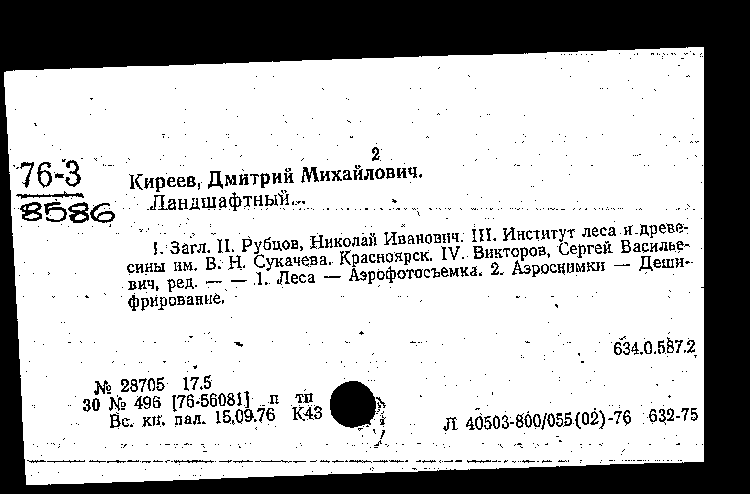 2
76-3
8586
Киреев, Дмитрий Михайлович.
Ландшафтный...
I. Загл. II. Рубцов, Николай Иванович. III. Институт леса и древе-
сины им. В. Н. Сукачева. Красноярск. IV. Викторов, Сергей Василье-
вич, ред. — — 1. Леса — Аэрофотосъемка. 2. Аэроснимки — Деши-
фрирование.
634.0.587.2
№ 28705 17.5
30 № 496 [76-56081] п тп
Вс. кн. пал. 15.09.76 К43
Л 40503-800/055(02)-76 632-75